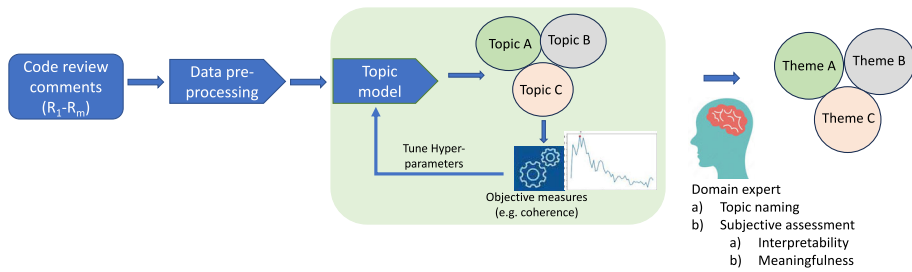 Code review
comments
(R1-Rm)
Data pre-
processing
Topic
model
Topic A
Topic B
Topic C
Tune Hyper-
parameters
Objective measures
(e.g. coherence)
Theme A
Theme B
Theme C
Domain expert
a) Topic naming
b) Subjective assessment
a) Interpretability
b) Meaningfulness